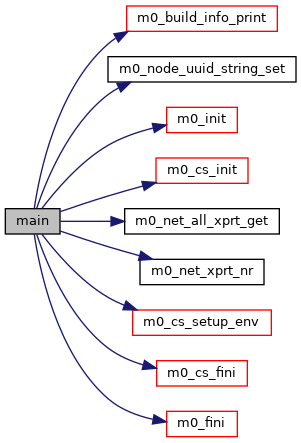 m0_build_info_print
m0_node_uuid_string_set
m0_init
m0_cs_init
main
m0_net_all_xprt_get
m0_net_xprt_nr
m0_cs_setup_env
m0_cs_fini
m0_fini